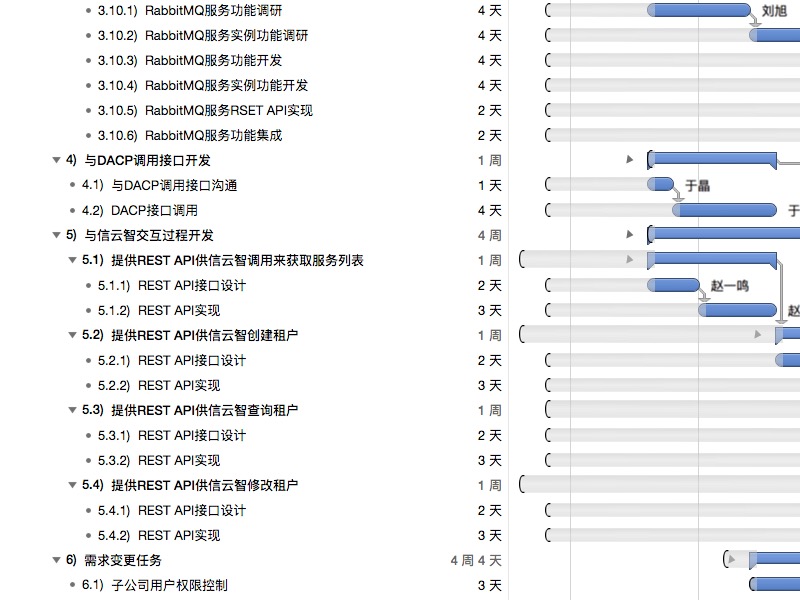 3.10.1) RabbitMQ服务功能调研 4 天 刘旭
3.10.2) RabbitMQ服务实例功能调研 4 天
3.10.3) RabbitMQ服务功能开发 4 天
3.10.4) RabbitMQ服务实例功能开发 4 天
3.10.5) RabbitMQ服务RSET API实现 2 天
3.10.6) RabbitMQ服务功能集成 2 天
4) 与DACP调用接口开发 1 周
4.1) 与DACP调用接口沟通 1 天 于晶
4.2) DACP接口调用 4 天 于
5) 与信云智交互过程开发 4 周
5.1) 提供REST API供信云智调用来获取服务列表 1 周
5.1.1) REST API接口设计 2 天 赵一鸣
5.1.2) REST API实现 3 天 赵
5.2) 提供REST API供信云智创建租户 1 周
5.2.1) REST API接口设计 2 天
5.2.2) REST API实现 3 天
5.3) 提供REST API供信云智查询租户 1 周
5.3.1) REST API接口设计 2 天
5.3.2) REST API实现 3 天
5.4) 提供REST API供信云智修改租户 1 周
5.4.1) REST API接口设计 2 天
5.4.2) REST API实现 3 天
6) 需求变更任务 4 周 4 天
6.1) 子公司用户权限控制 3 天